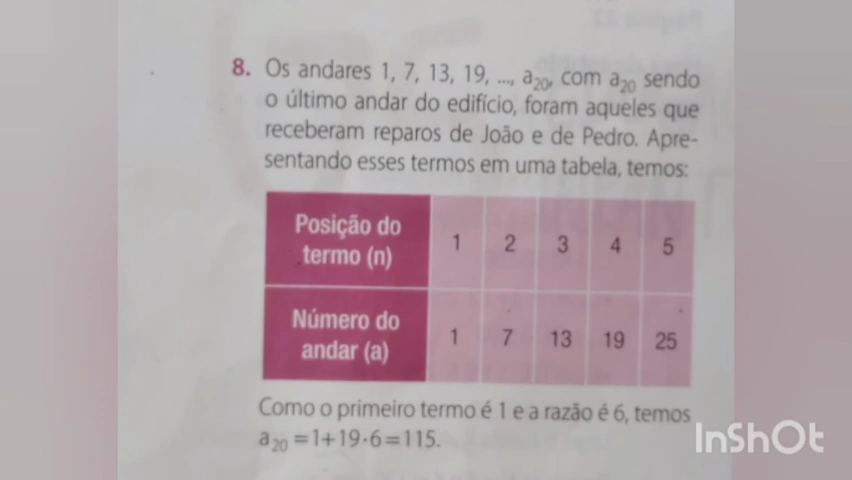 8. Os andares 1, 7, 13, 19, ..., a20, com a20 sendo
o último andar do edifício, foram aqueles que
receberam reparos de João e de Pedro. Apre-
sentando esses termos em uma tabela, temos:
Posição do termo (n) 1 2 3 4 5
Número do andar (a) 1 7 13 19 25
Como o primeiro termo é 1 e a razão é 6, temos
a20 = 1+19·6=115.
InShOt